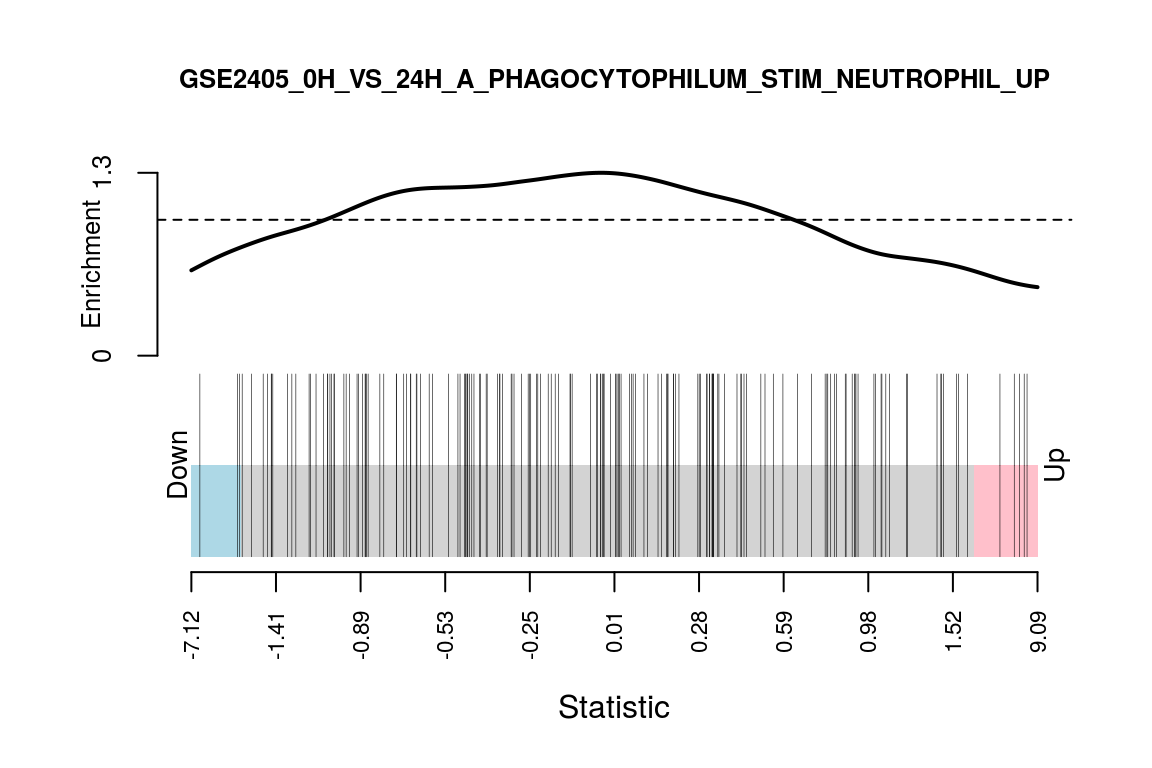 GSE2405_0H_VS_24H_A_PHAGOCYTOPHILUM_STIM_NEUTROPHIL_UP
1.3
Enrichment
0
Down
Up
-7.12
-1.41
-0.89
-0.53
-0.25
0.01
0.28
0.59
0.98
1.52
9.09
Statistic